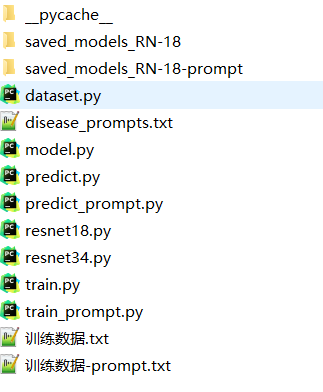 __pycache__
saved_models_RN-18
saved_models_RN-18-prompt
dataset.py
disease_prompts.txt
model.py
predict.py
predict_prompt.py
resnet18.py
resnet34.py
train.py
train_prompt.py
训练数据.txt
训练数据-prompt.txt